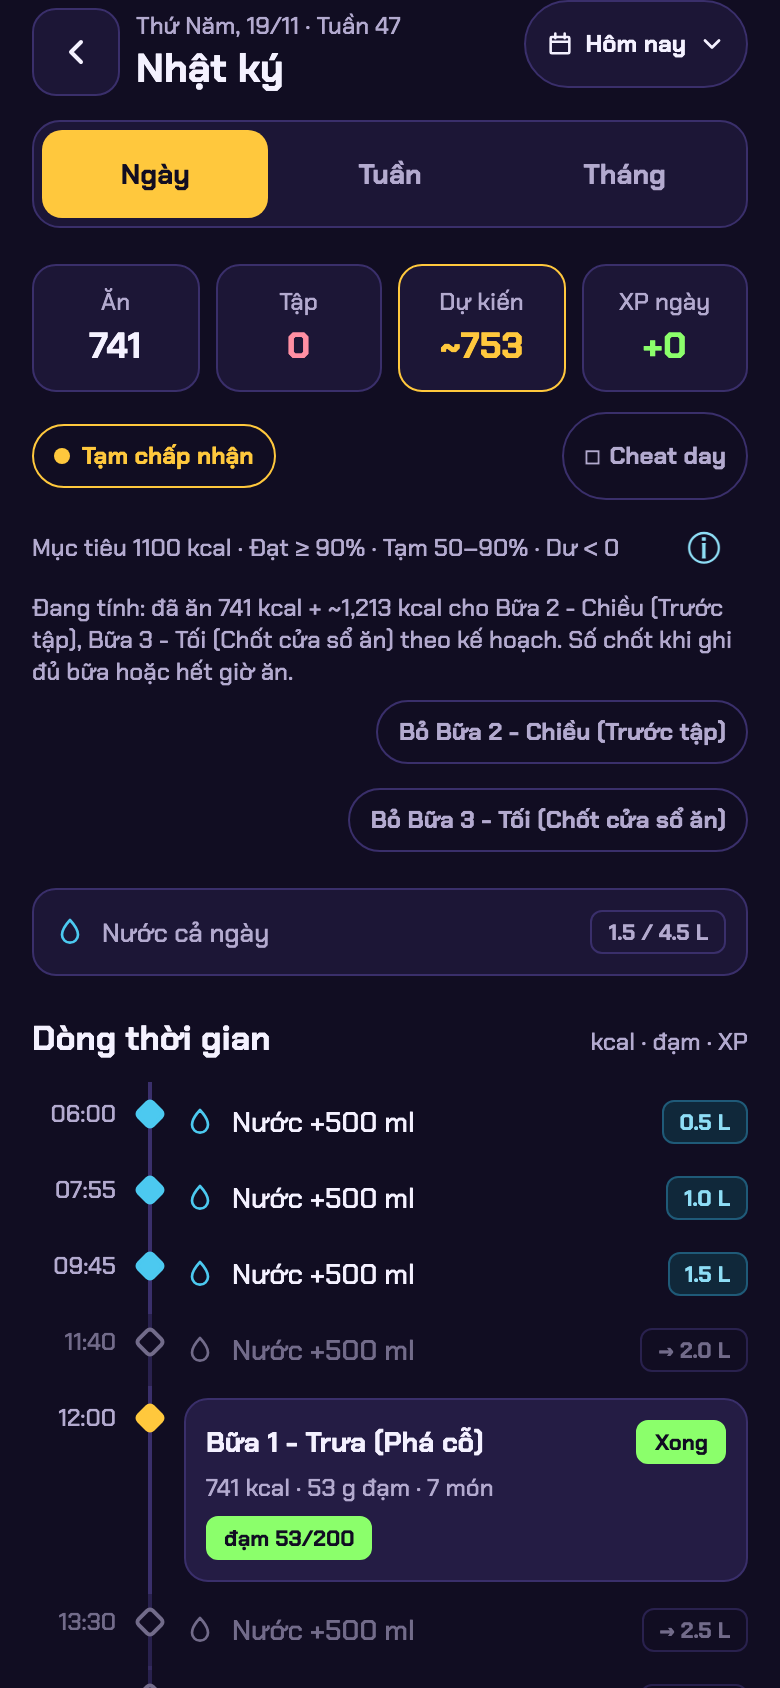 Thứ Năm, 19/11 · Tuần 47
Nhật ký
Hôm nay
Ngày
Tuần
Tháng
Ăn
741
Tập
0
Dự kiến
~753
XP ngày
+0
Tạm chấp nhận
Cheat day
Mục tiêu 1100 kcal · Đạt ≥ 90% · Tạm 50–90% · Dư < 0
Đang tính: đã ăn 741 kcal + ~1,213 kcal cho Bữa 2 - Chiều (Trước
tập), Bữa 3 - Tối (Chốt cửa sổ ăn) theo kế hoạch. Số chốt khi ghi
đủ bữa hoặc hết giờ ăn.
Bỏ Bữa 2 - Chiều (Trước tập)
Bỏ Bữa 3 - Tối (Chốt cửa sổ ăn)
Nước cả ngày
1.5 / 4.5 L
Dòng thời gian
kcal · đạm · XP
06:00
Nước +500 ml
0.5 L
07:55
Nước +500 ml
1.0 L
09:45
Nước +500 ml
1.5 L
11:40
Nước +500 ml
→ 2.0 L
12:00
Bữa 1 - Trưa (Phá cỗ)
Xong
741 kcal · 53 g đạm · 7 món
đạm 53/200
13:30
Nước +500 ml
→ 2.5 L